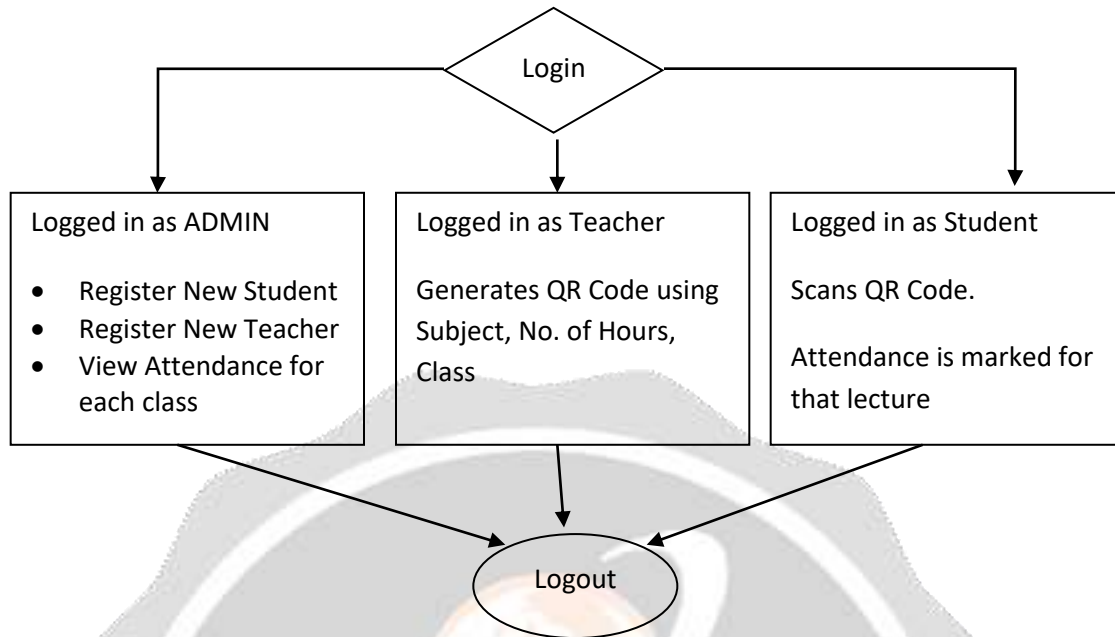 Login
Logged in as ADMIN
• Register New Student
• Register New Teacher
• View Attendance for
each class
Logged in as Teacher
Generates QR Code using
Subject, No. of Hours,
Class
Logged in as Student
Scans QR Code.
Attendance is marked for
that lecture
Logout